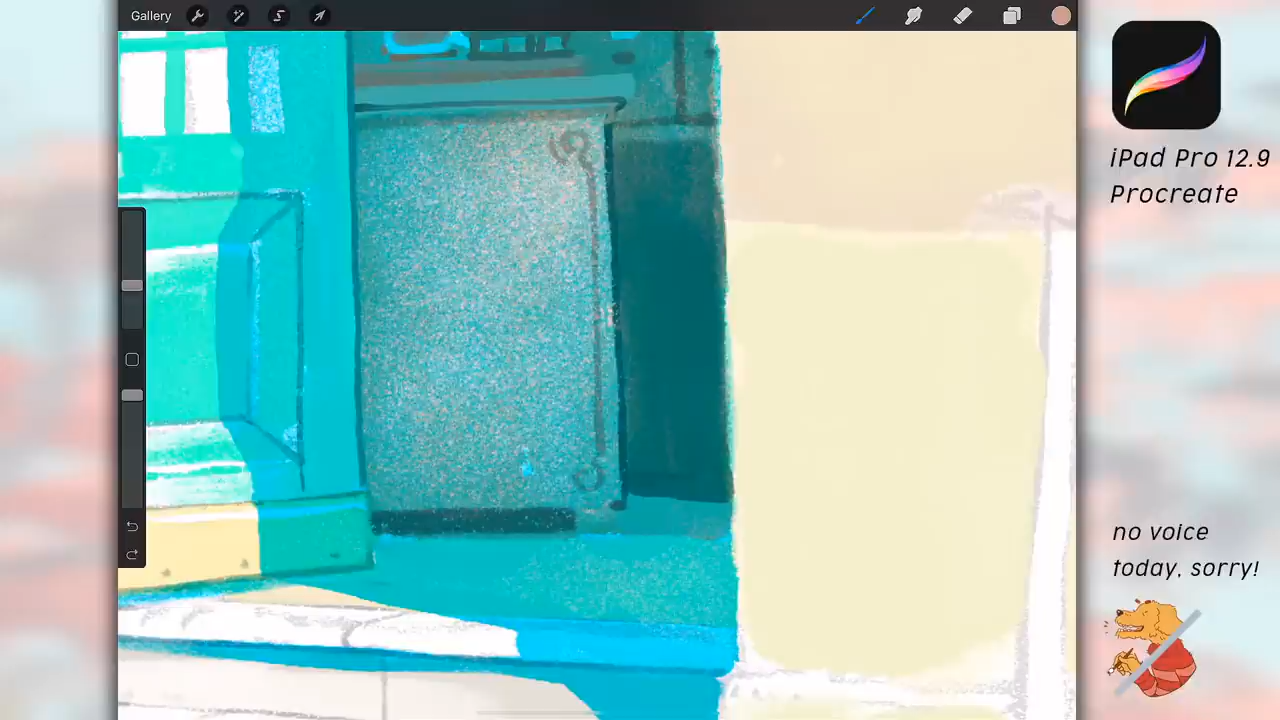 Gallery
iPad Pro 12.9
Procreate
no voice
today, sorry!